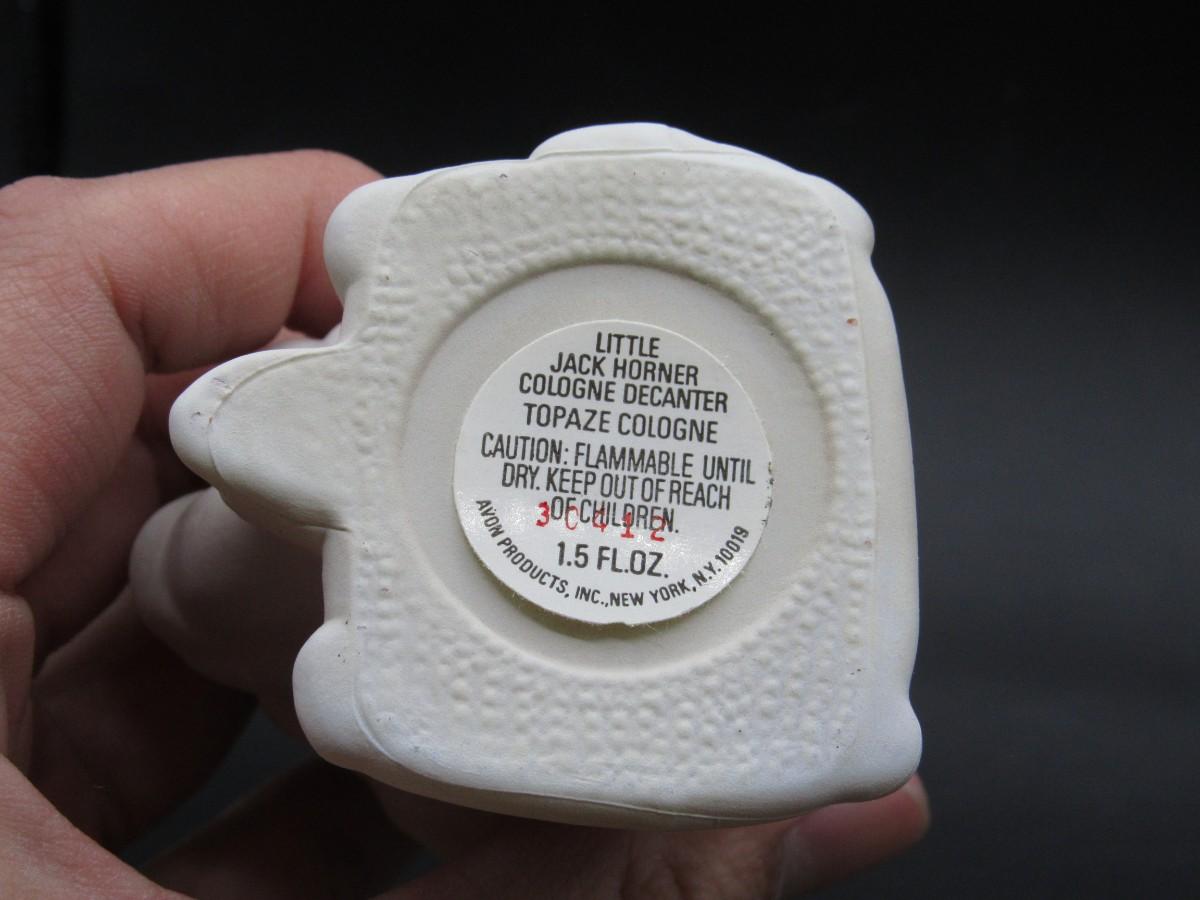 LITTLE
JACK HORNER
COLOGNE DECANTER
TOPAZE COLOGNE
CAUTION: FLAMMABLE UNTIL
DRY. KEEP OUT OF REACH
OF CHILDREN.
3C412
1.5 FL.OZ.
AVON PRODUCTS, INC., NEW YORK, N.Y. 10019